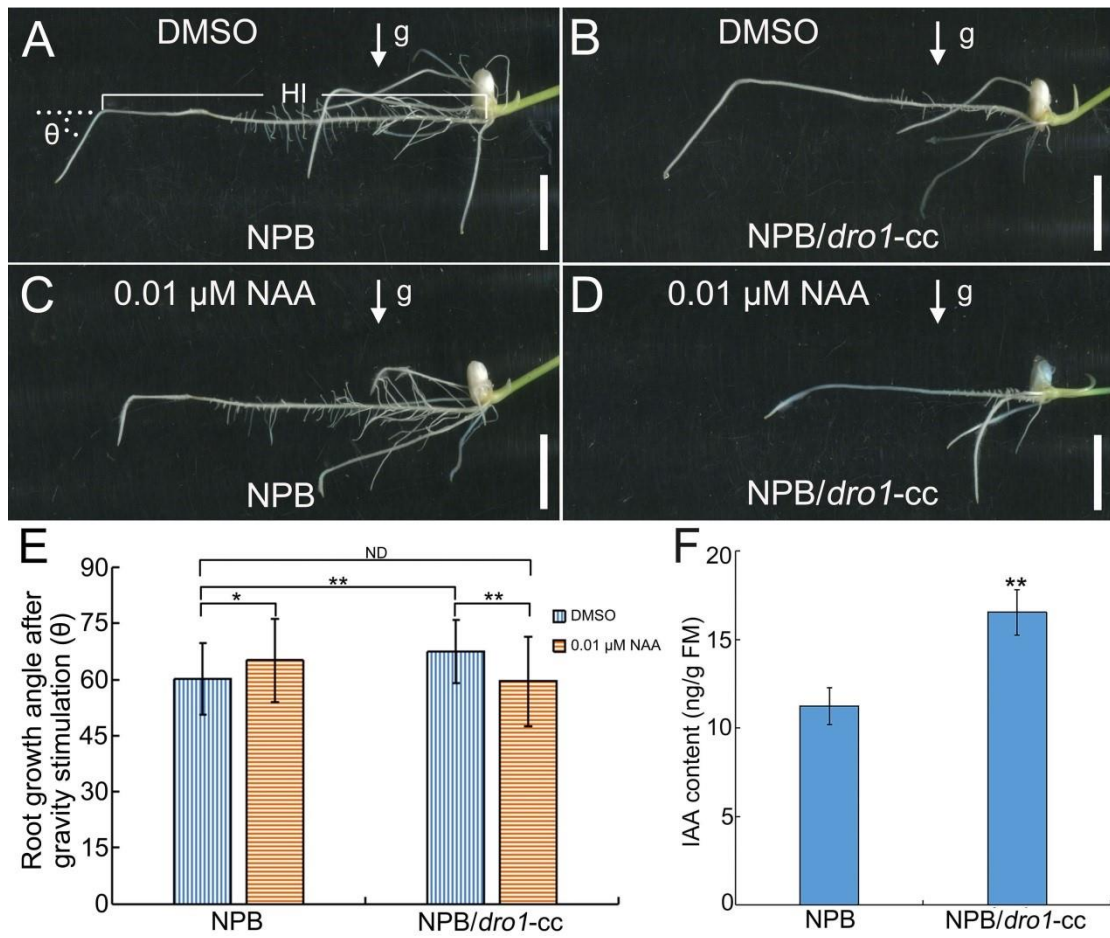 A
DMSO
g
HI
θ
NPB
B
DMSO
g
NPB/dro1-cc
C
0.01 μM NAA
g
NPB
D
0.01 μM NAA
g
NPB/dro1-cc
E
Root growth angle after
gravity stimulation (θ)
90
75
60
45
30
15
0
ND
**
*
**
DMSO
0.01 μM NAA
NPB
NPB/dro1-cc
F
IAA content (ng/g FM)
20
15
10
5
0
**
NPB
NPB/dro1-cc